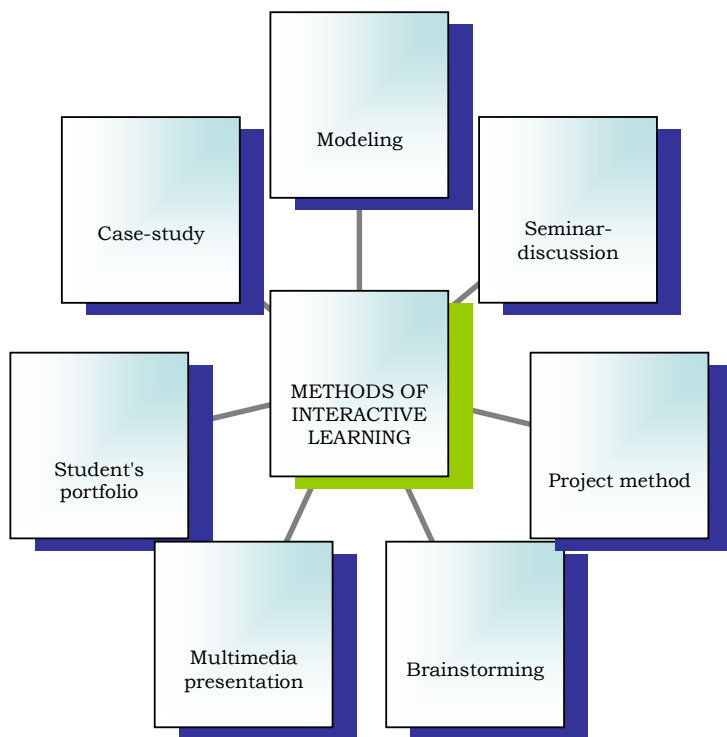 Modeling
Case-study
Seminar-
discussion
METHODS OF
INTERACTIVE
LEARNING
Student's
portfolio
Project method
Multimedia
presentation
Brainstorming